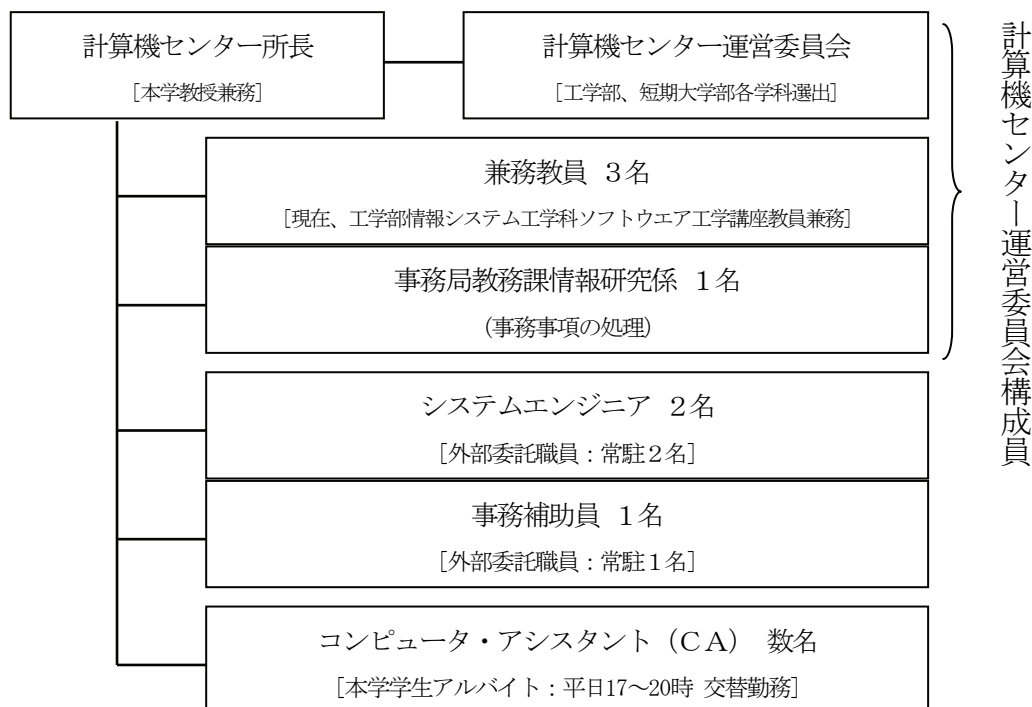 計算機センター所長
[本学教授兼務]
計算機センター運営委員会
[工学部、短期大学部各学科選出]
兼務教員 ３名
[現在、工学部情報システム工学科ソフトウエア工学講座教員兼務]
事務局教務課情報研究係 １名
(事務事項の処理)
システムエンジニア ２名
[外部委託職員：常駐２名]
事務補助員 １名
[外部委託職員：常駐１名]
コンピュータ・アシスタント（ＣＡ） 数名
[本学学生アルバイト：平日17～20時 交替勤務]
計算機センター運営委員会構成員